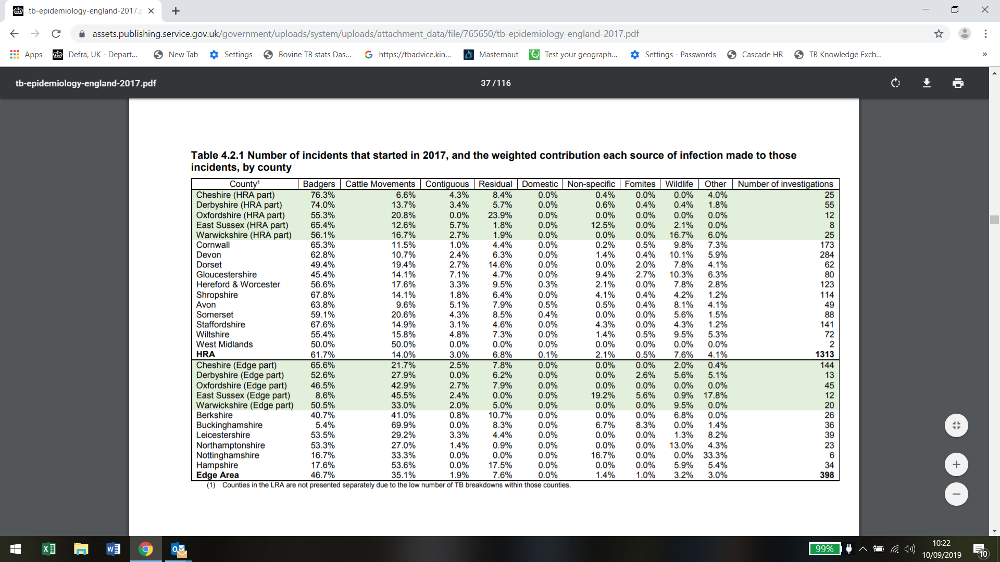 tb-epidemiology-england-2017.p
assets.publishing.service.gov.uk/government/uploads/system/uploads/attachment_data/file/765650/tb-epidemiology-england-2017.pdf
Apps Defra, UK - Depart... New Tab Settings Bovine TB stats Das... https://tbadvice.kin... Masternaut Test your geograph... Settings - Passwords Cascade HR TB Knowledge Exch... »
tb-epidemiology-england-2017.pdf 37 / 116
Table 4.2.1 Number of incidents that started in 2017, and the weighted contribution each source of infection made to those
incidents, by county
County¹ Badgers Cattle Movements Contiguous Residual Domestic Non-specific Fomites Wildlife Other Number of investigations
Cheshire (HRA part) 76.3% 6.6% 4.3% 8.4% 0.0% 0.4% 0.0% 0.0% 4.0% 25
Derbyshire (HRA part) 74.0% 13.7% 3.4% 5.7% 0.0% 0.6% 0.4% 0.4% 1.8% 55
Oxfordshire (HRA part) 55.3% 20.8% 0.0% 23.9% 0.0% 0.0% 0.0% 0.0% 0.0% 12
East Sussex (HRA part) 65.4% 12.6% 5.7% 1.8% 0.0% 12.5% 0.0% 2.1% 0.0% 8
Warwickshire (HRA part) 56.1% 16.7% 2.7% 1.9% 0.0% 0.0% 0.0% 16.7% 6.0% 25
Cornwall 65.3% 11.5% 1.0% 4.4% 0.0% 0.2% 0.5% 9.8% 7.3% 173
Devon 62.8% 10.7% 2.4% 6.3% 0.0% 1.4% 0.4% 10.1% 5.9% 284
Dorset 49.4% 19.4% 2.7% 14.6% 0.0% 0.0% 2.0% 7.8% 4.1% 62
Gloucestershire 45.4% 14.1% 7.1% 4.7% 0.0% 9.4% 2.7% 10.3% 6.3% 80
Hereford & Worcester 56.6% 17.6% 3.3% 9.5% 0.3% 2.1% 0.0% 7.8% 2.8% 123
Shropshire 67.8% 14.1% 1.8% 6.4% 0.0% 4.1% 0.4% 4.2% 1.2% 114
Avon 63.8% 9.6% 5.1% 7.9% 0.5% 0.5% 0.4% 8.1% 4.1% 49
Somerset 59.1% 20.6% 4.3% 8.5% 0.4% 0.0% 0.0% 5.6% 1.5% 88
Staffordshire 67.6% 14.9% 3.1% 4.6% 0.0% 4.3% 0.0% 4.3% 1.2% 141
Wiltshire 55.4% 15.8% 4.8% 7.3% 0.0% 1.4% 0.5% 9.5% 5.3% 72
West Midlands 50.0% 50.0% 0.0% 0.0% 0.0% 0.0% 0.0% 0.0% 0.0% 2
HRA 61.7% 14.0% 3.0% 6.8% 0.1% 2.1% 0.5% 7.6% 4.1% 1313
Cheshire (Edge part) 65.6% 21.7% 2.5% 7.8% 0.0% 0.0% 0.0% 2.0% 0.4% 144
Derbyshire (Edge part) 52.6% 27.9% 0.0% 6.2% 0.0% 0.0% 2.6% 5.6% 5.1% 13
Oxfordshire (Edge part) 46.5% 42.9% 2.7% 7.9% 0.0% 0.0% 0.0% 0.0% 0.0% 45
East Sussex (Edge part) 8.6% 45.5% 2.4% 0.0% 0.0% 19.2% 5.6% 0.9% 17.8% 12
Warwickshire (Edge part) 50.5% 33.0% 2.0% 5.0% 0.0% 0.0% 0.0% 9.5% 0.0% 20
Berkshire 40.7% 41.0% 0.8% 10.7% 0.0% 0.0% 0.0% 6.8% 0.0% 26
Buckinghamshire 5.4% 69.9% 0.0% 8.3% 0.0% 6.7% 8.3% 0.0% 1.4% 36
Leicestershire 53.5% 29.2% 3.3% 4.4% 0.0% 0.0% 0.0% 1.3% 8.2% 39
Northamptonshire 53.3% 27.0% 1.4% 0.9% 0.0% 0.0% 0.0% 13.0% 4.3% 23
Nottinghamshire 16.7% 33.3% 0.0% 0.0% 0.0% 16.7% 0.0% 0.0% 33.3% 6
Hampshire 17.6% 53.6% 0.0% 17.5% 0.0% 0.0% 0.0% 5.9% 5.4% 34
Edge Area 46.7% 35.1% 1.9% 7.6% 0.0% 1.4% 1.0% 3.2% 3.0% 398
(1) Counties in the LRA are not presented separately due to the low number of TB breakdowns within those counties.
99% 10:22
10/09/2019 10